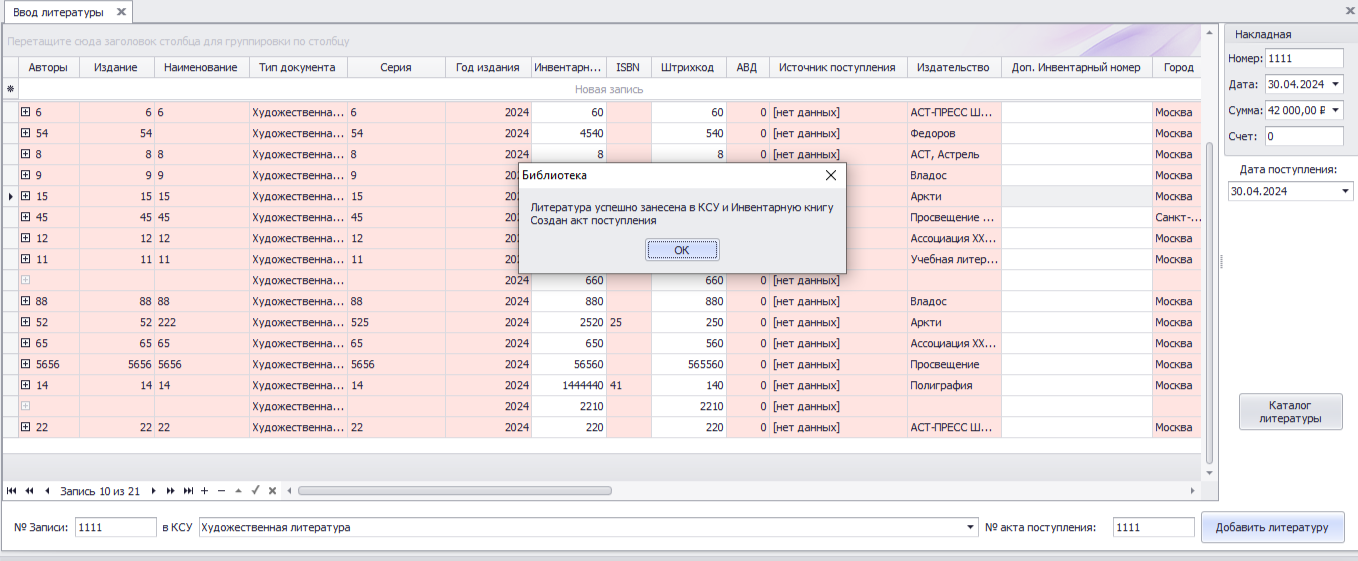 Ввод литературы
Перетащите сюда заголовок столбца для группировки по столбцу
Авторы Издание Наименование Тип документа Серия Год издания Инвентарн... ISBN Штрихкод АВД Источник поступления Издательство Доп. Инвентарный номер Город
Новая запись
6 6 6 Художественна... 6 2024 60 60 0 [нет данных] АСТ-ПРЕСС Ш... Москва
54 54 Художественна... 54 2024 4540 540 0 [нет данных] Федоров Москва
8 8 8 Художественна... 8 2024 8 8 0 [нет данных] АСТ, Астрель Москва
9 9 9 Художественна... 9 Владос Москва
15 15 15 Художественна... 15 Аркти Москва
45 45 45 Художественна... 45 Просвещение ... Санкт-...
12 12 12 Художественна... 12 Ассоциация XX... Москва
11 11 11 Художественна... 11 Учебная литер... Москва
Художественна... 2024 660 660 0 [нет данных]
88 88 88 Художественна... 88 2024 880 880 0 [нет данных] Владос Москва
52 52 222 Художественна... 525 2024 2520 25 250 0 [нет данных] Аркти Москва
65 65 65 Художественна... 65 2024 650 560 0 [нет данных] Ассоциация XX... Москва
5656 5656 5656 Художественна... 5656 2024 56560 565560 0 [нет данных] Просвещение Москва
14 14 14 Художественна... 14 2024 1444440 41 140 0 [нет данных] Полиграфия Москва
Художественна... 2024 2210 2210 0 [нет данных]
22 22 22 Художественна... 22 2024 220 220 0 [нет данных] АСТ-ПРЕСС Ш... Москва
Библиотека
Литература успешно занесена в КСУ и Инвентарную книгу
Создан акт поступления
OK
Накладная
Номер: 1111
Дата: 30.04.2024
Сумма: 42 000,00 ₽
Счет: 0
Дата поступления:
30.04.2024
Каталог
литературы
Запись 10 из 21
№ Записи: 1111 в КСУ Художественная литература № акта поступления: 1111 Добавить литературу